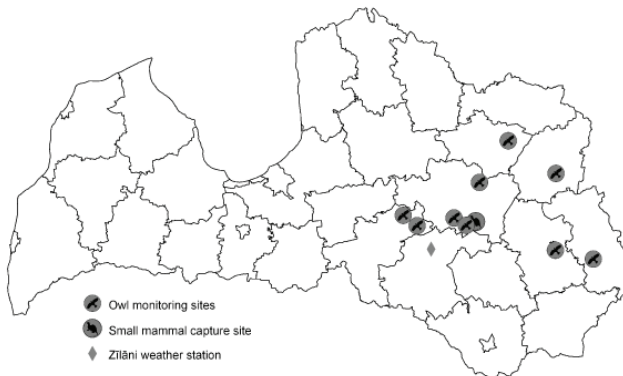 Owl monitoring sites
Small mammal capture site
Zīlāni weather station